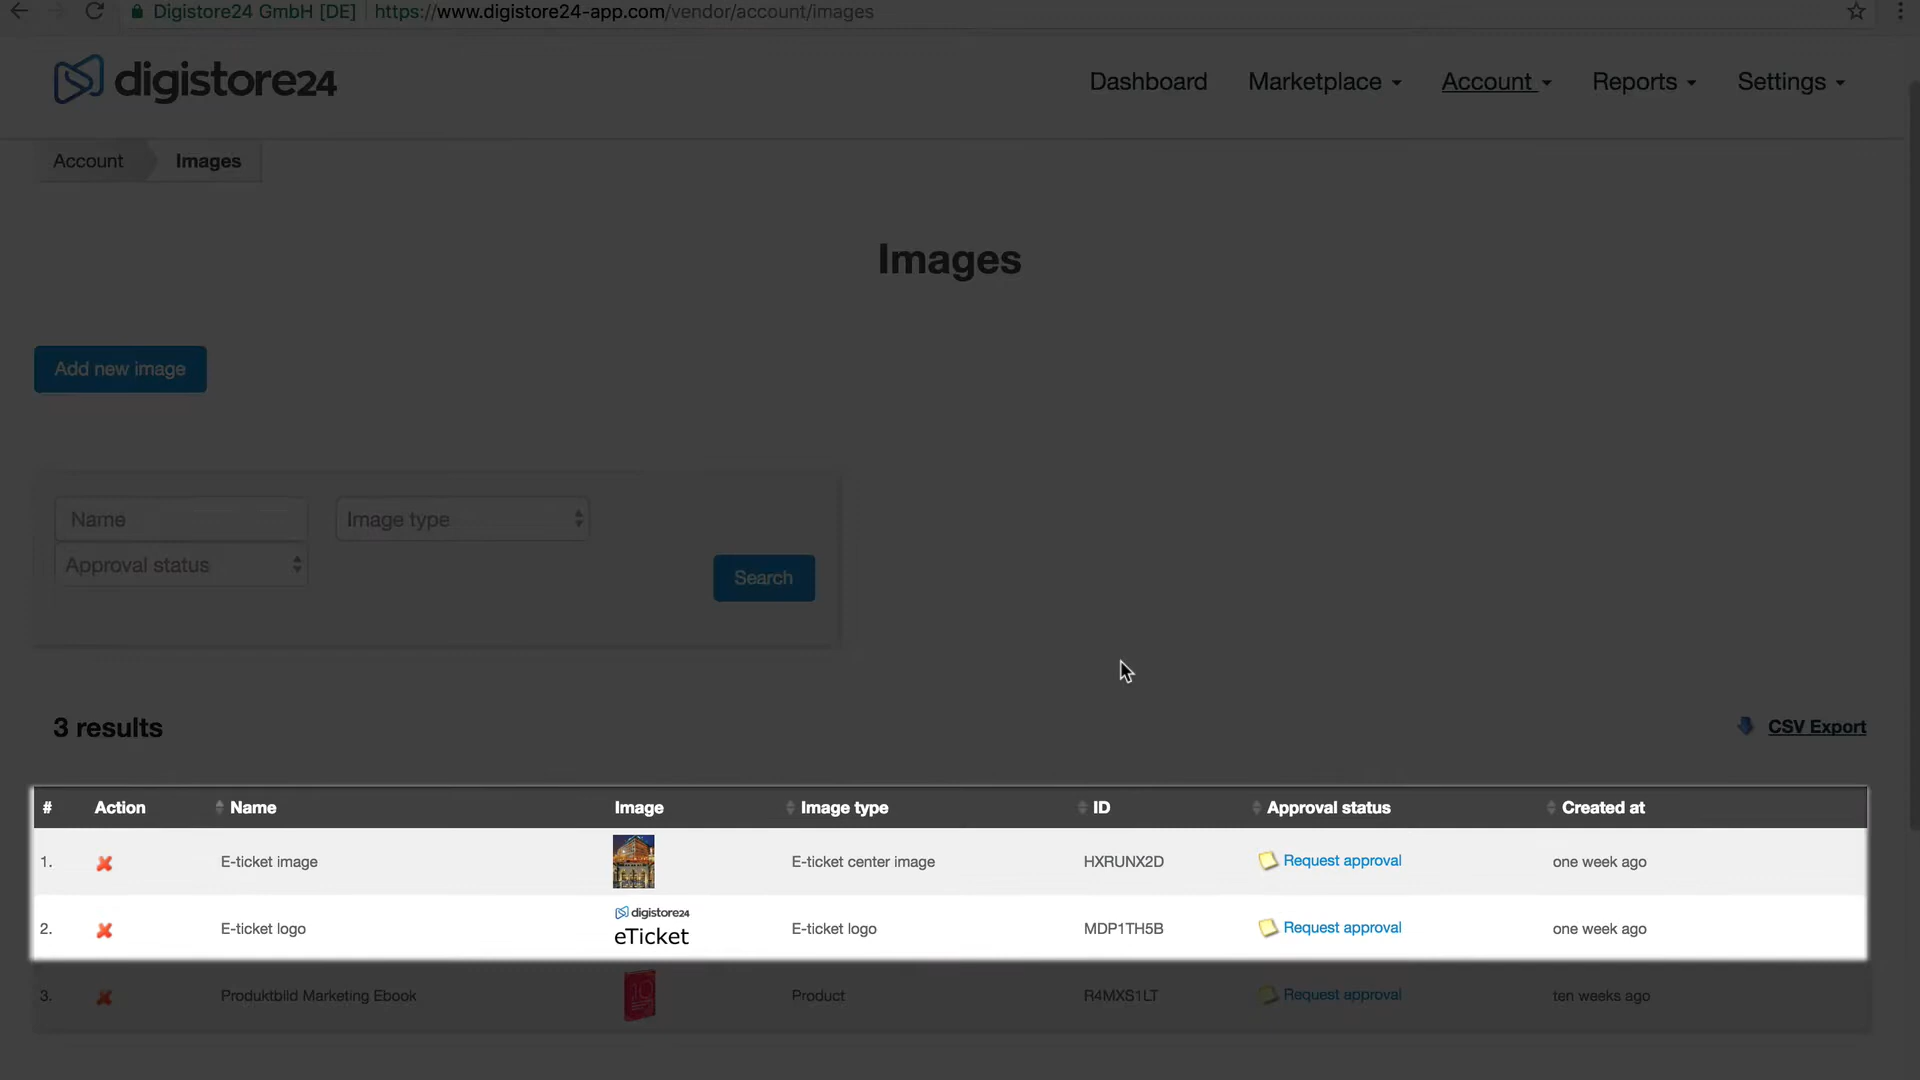 Digistore24 GmbH [DE] https://www.digistore24-app.com/vendor/account/images
digistore24
Dashboard Marketplace Account Reports Settings
Account Images
Images
Add new image
Name Image type
Approval status
Search
3 results
CSV Export
# Action Name Image Image type ID Approval status Created at
1. E-ticket image E-ticket center image HXRUNX2D Request approval one week ago
2. E-ticket logo digistore24 eTicket E-ticket logo MDP1TH5B Request approval one week ago
3. Produktbild Marketing Ebook 10 Product R4MXS1LT Request approval ten weeks ago